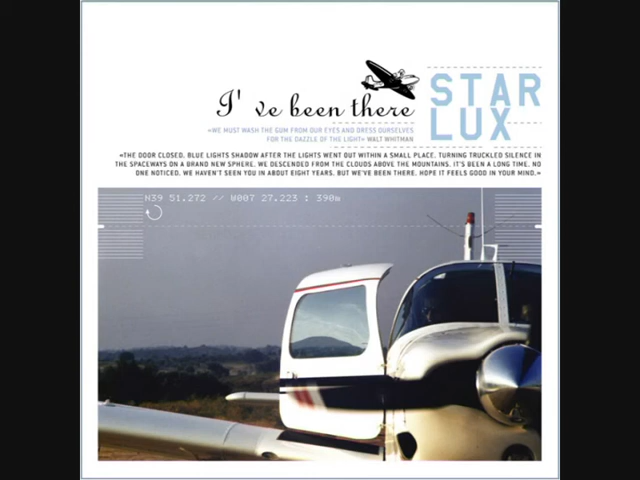 STAR
LUX
I' ve been there
«WE MUST WASH THE GUM FROM OUR EYES AND DRESS OURSELVES
FOR THE DAZZLE OF THE LIGHT» WALT WHITMAN
«THE DOOR CLOSED. BLUE LIGHTS SHADOW AFTER THE LIGHTS WENT OUT WITHIN A SMALL PLACE. TURNING TRUCKLED SILENCE IN
THE SPACEWAYS ON A BRAND NEW SPHERE. WE DESCENDED FROM THE CLOUDS ABOVE THE MOUNTAINS. IT'S BEEN A LONG TIME. NO
ONE NOTICED. WE HAVEN'T SEEN YOU IN ABOUT EIGHT YEARS. BUT WE'VE BEEN THERE. HOPE IT FEELS GOOD IN YOUR MIND.»
N39 51.272 // W007 27.223 : 390m